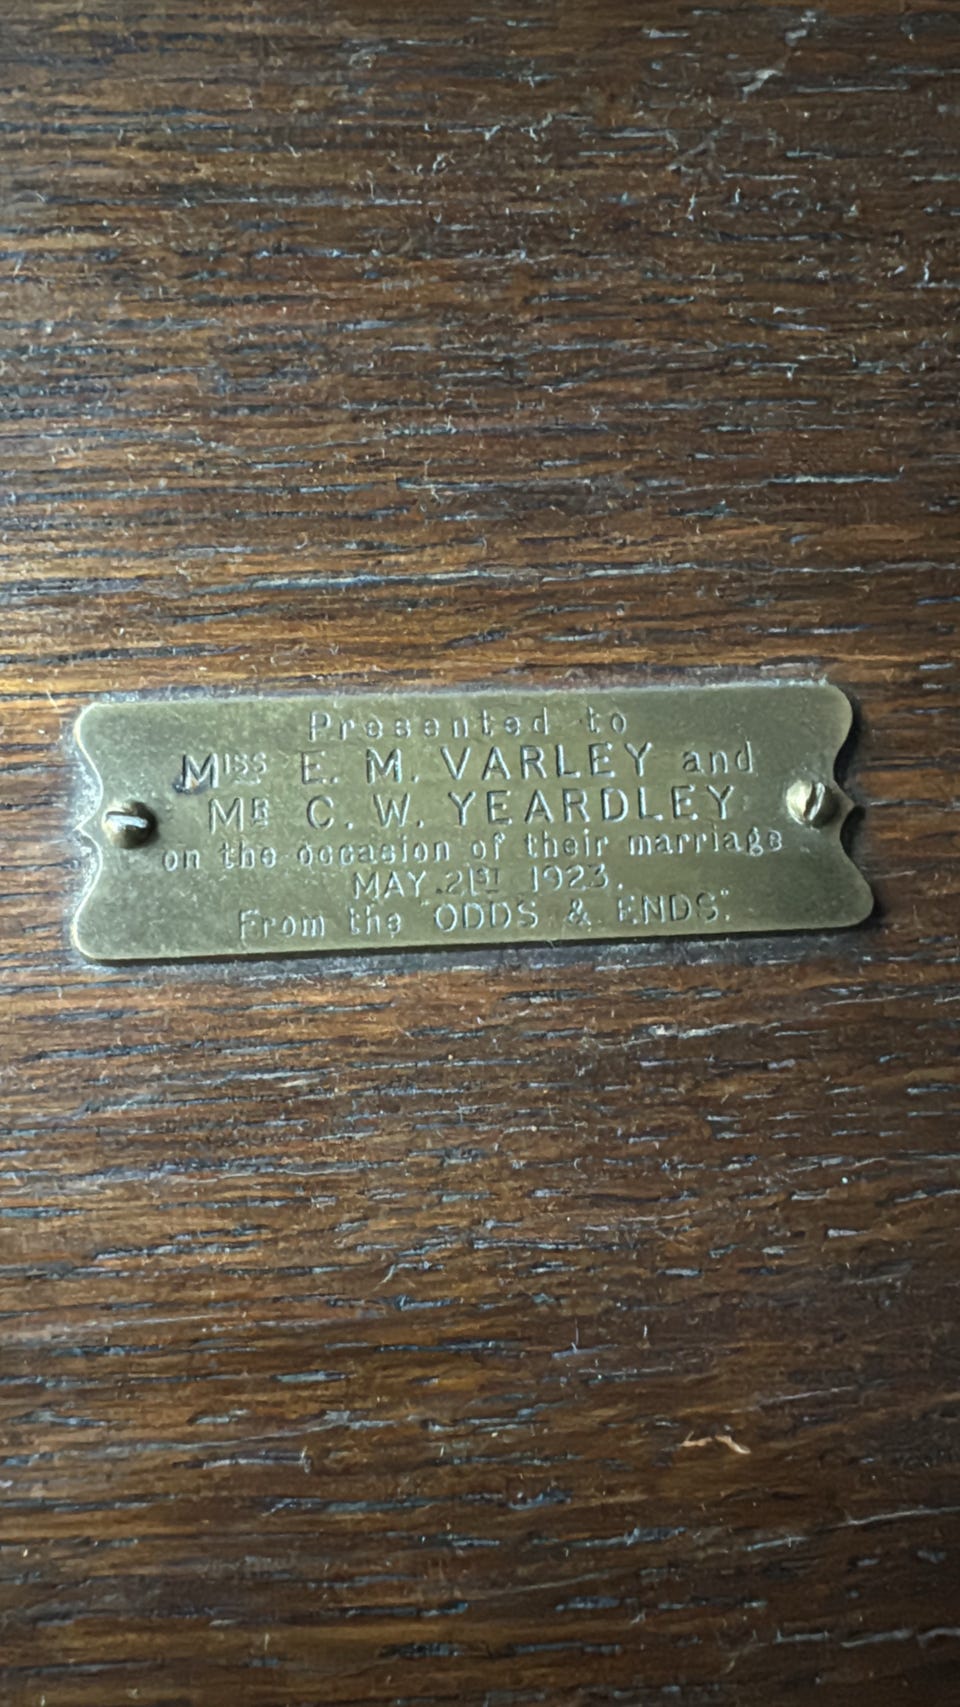 Presented to
MISS E. M. VARLEY and
MR C. W. YEARDLEY
on the occasion of their marriage
MAY 21ST 1923.
From the "ODDS & ENDS".